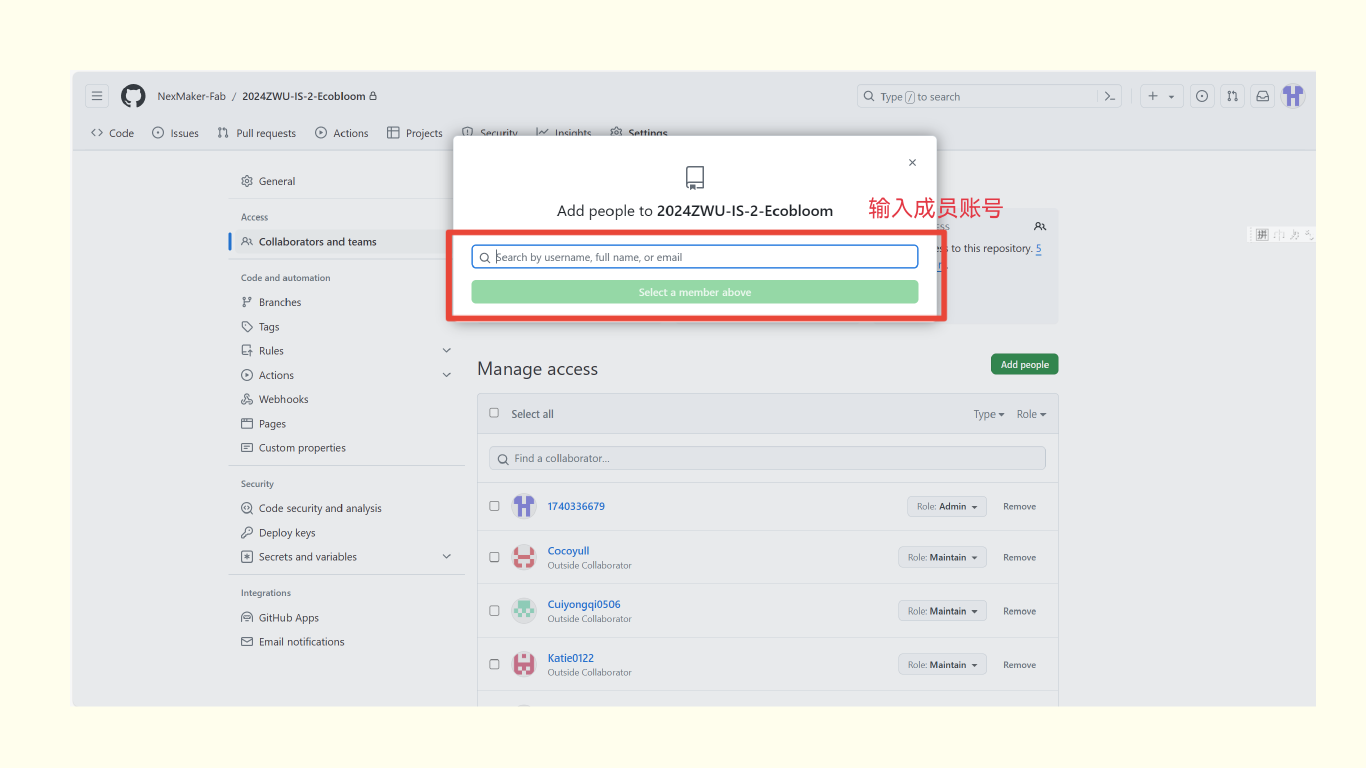 NexMaker-Fab / 2024ZWU-IS-2-Ecobloom
Type / to search
Code Issues Pull requests Actions Projects Security Insights Settings
General
Access
Collaborators and teams
Code and automation
Branches
Tags
Rules
Actions
Webhooks
Pages
Custom properties
Security
Code security and analysis
Deploy keys
Secrets and variables
Integrations
GitHub Apps
Email notifications
Add people to 2024ZWU-IS-2-Ecobloom
输入成员账号
Search by username, full name, or email
Select a member above
to this repository. 5
拼
Manage access
Add people
Select all Type Role
Find a collaborator...
1740336679
Role: Admin Remove
Cocoyull
Outside Collaborator
Role: Maintain Remove
Cuiyongqi0506
Outside Collaborator
Role: Maintain Remove
Katie0122
Outside Collaborator
Role: Maintain Remove